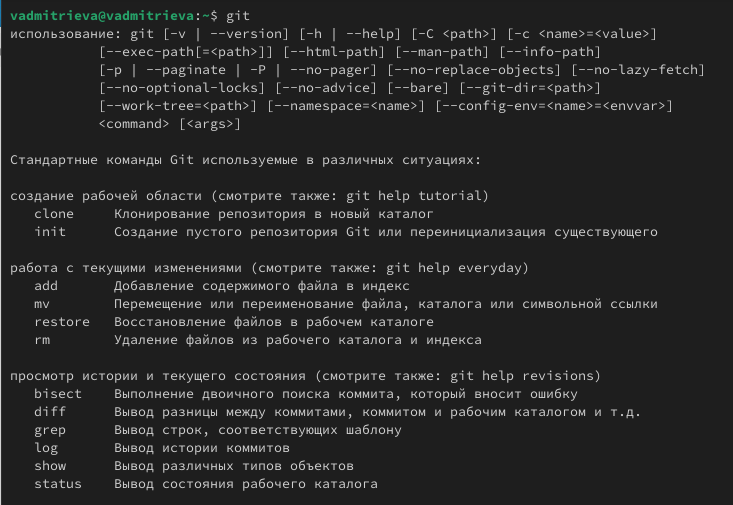 vadmitrieva@vadmitrieva:~$ git
использование: git [-v | --version] [-h | --help] [-C <path>] [-c <name>=<value>]
           [--exec-path[=<path>]] [--html-path] [--man-path] [--info-path]
           [-p | --paginate | -P | --no-pager] [--no-replace-objects] [--no-lazy-fetch]
           [--no-optional-locks] [--no-advice] [--bare] [--git-dir=<path>]
           [--work-tree=<path>] [--namespace=<name>] [--config-env=<name>=<envvar>]
           <command> [<args>]

Стандартные команды Git используемые в различных ситуациях:

создание рабочей области (смотрите также: git help tutorial)
   clone     Клонирование репозитория в новый каталог
   init      Создание пустого репозитория Git или переинициализация существующего

работа с текущими изменениями (смотрите также: git help everyday)
   add       Добавление содержимого файла в индекс
   mv        Перемещение или переименование файла, каталога или символьной ссылки
   restore   Восстановление файлов в рабочем каталоге
   rm        Удаление файлов из рабочего каталога и индекса

просмотр истории и текущего состояния (смотрите также: git help revisions)
   bisect    Выполнение двоичного поиска коммита, который вносит ошибку
   diff      Вывод разницы между коммитами, коммитом и рабочим каталогом и т.д.
   grep      Вывод строк, соответствующих шаблону
   log       Вывод истории коммитов
   show      Вывод различных типов объектов
   status    Вывод состояния рабочего каталога